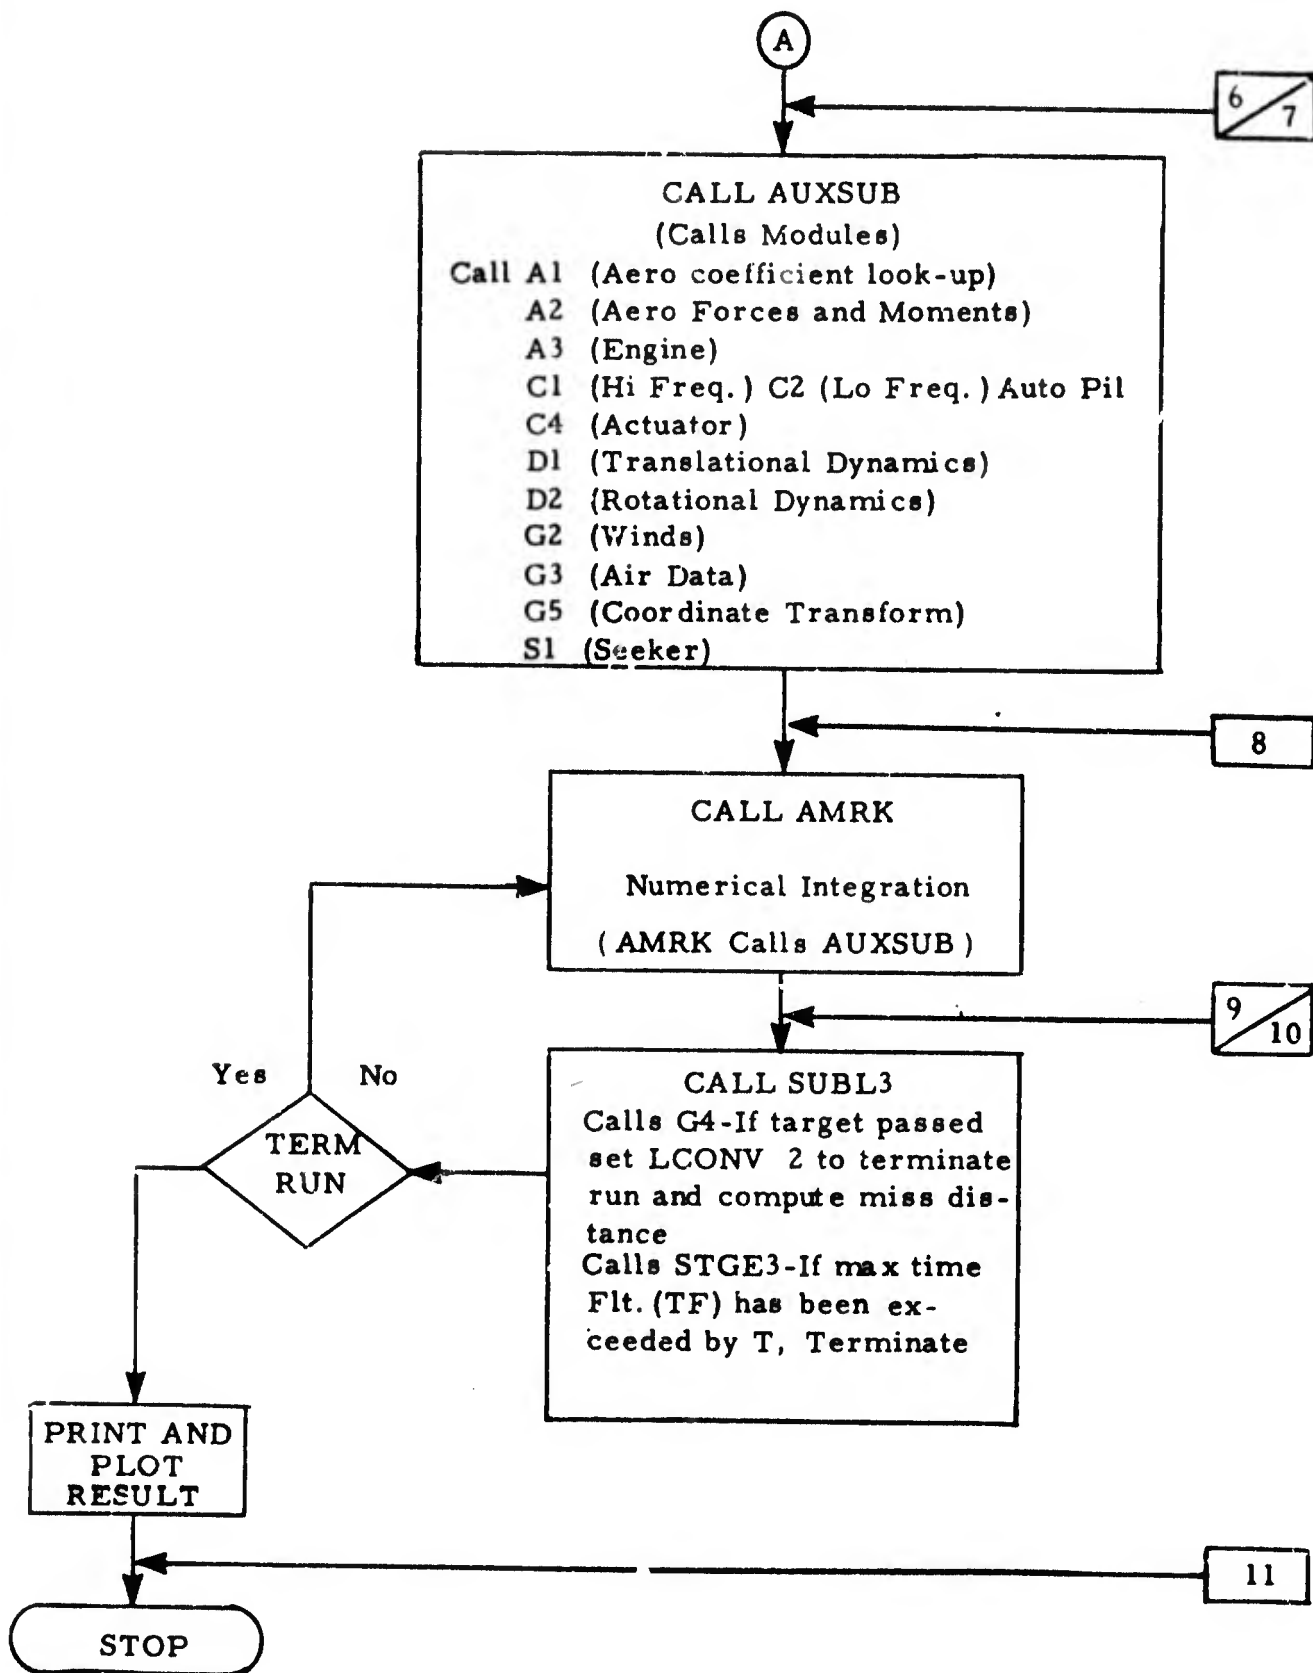 A
6
7
CALL AUXSUB
(Calls Modules)
Call A1 (Aero coefficient look-up)
A2 (Aero Forces and Moments)
A3 (Engine)
C1 (Hi Freq.) C2 (Lo Freq.) Auto Pil
C4 (Actuator)
D1 (Translational Dynamics)
D2 (Rotational Dynamics)
G2 (Winds)
G3 (Air Data)
G5 (Coordinate Transform)
S1 (Seeker)
8
CALL AMRK
Numerical Integration
(AMRK Calls AUXSUB)
9
10
CALL SUBL3
Calls G4-If target passed
set LCONV 2 to terminate
run and compute miss dis-
tance
Calls STGE3-If max time
Flt. (TF) has been ex-
ceeded by T, Terminate
Yes No
TERM
RUN
PRINT AND
PLOT
RESULT
11
STOP